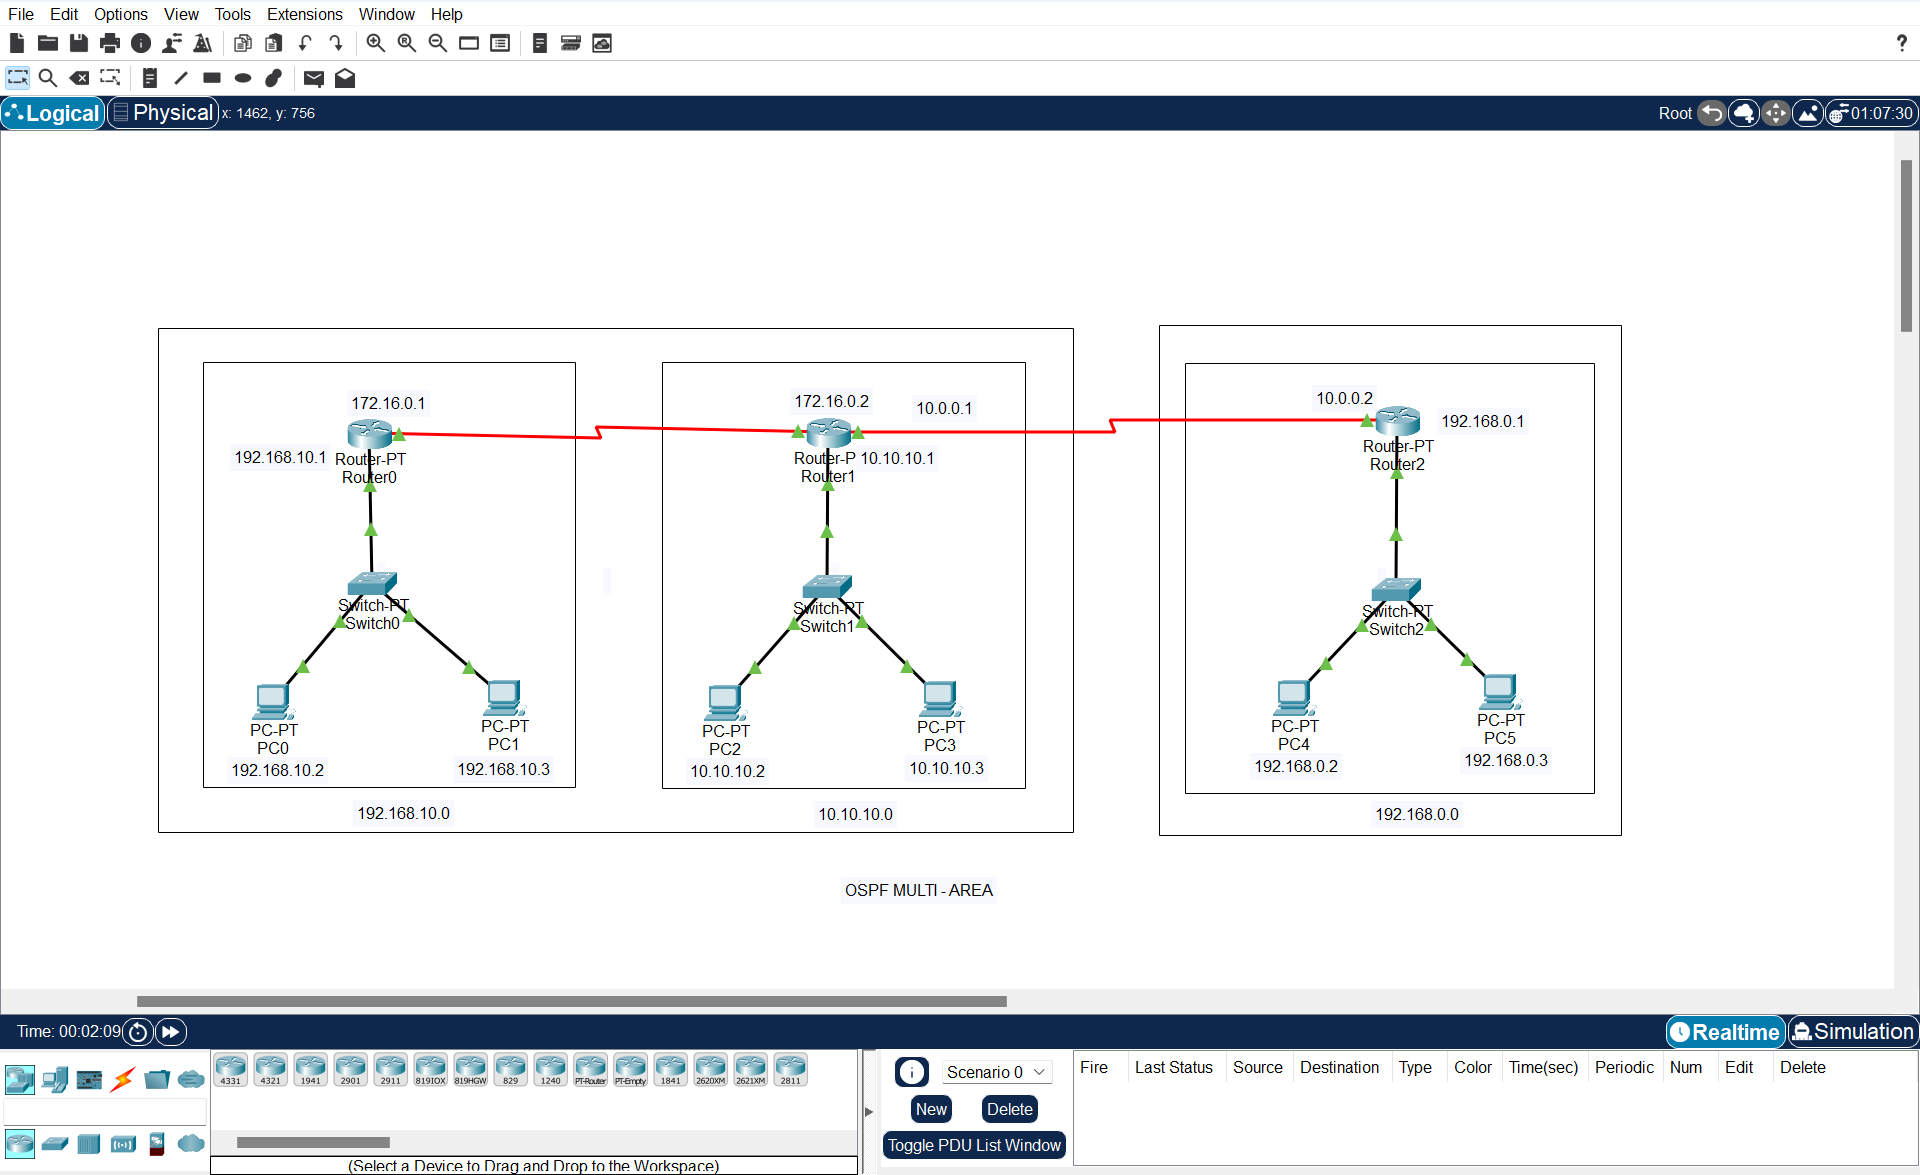 File Edit Options View Tools Extensions Window Help
?
Logical Physical x: 1462, y: 756 Root 01:07:30
172.16.0.1
192.168.10.1
Router-PT
Router0
Switch-PT
Switch0
PC-PT
PC0
192.168.10.2
PC-PT
PC1
192.168.10.3
192.168.10.0
172.16.0.2
10.0.0.1
Router-P
10.10.10.1
Router1
Switch-PT
Switch1
PC-PT
PC2
10.10.10.2
PC-PT
PC3
10.10.10.3
10.10.10.0
10.0.0.2
192.168.0.1
Router-PT
Router2
Switch-PT
Switch2
PC-PT
PC4
192.168.0.2
PC-PT
PC5
192.168.0.3
192.168.0.0
OSPF MULTI - AREA
Time: 00:02:09 Realtime Simulation
4331 4321 1941 2901 2911 819IOX 819HGW 829 1240 PT-Router PT-Empty 1841 2620XM 2621XM 2811
(Select a Device to Drag and Drop to the Workspace)
Scenario 0
New Delete
Toggle PDU List Window
Fire Last Status Source Destination Type Color Time(sec) Periodic Num Edit Delete